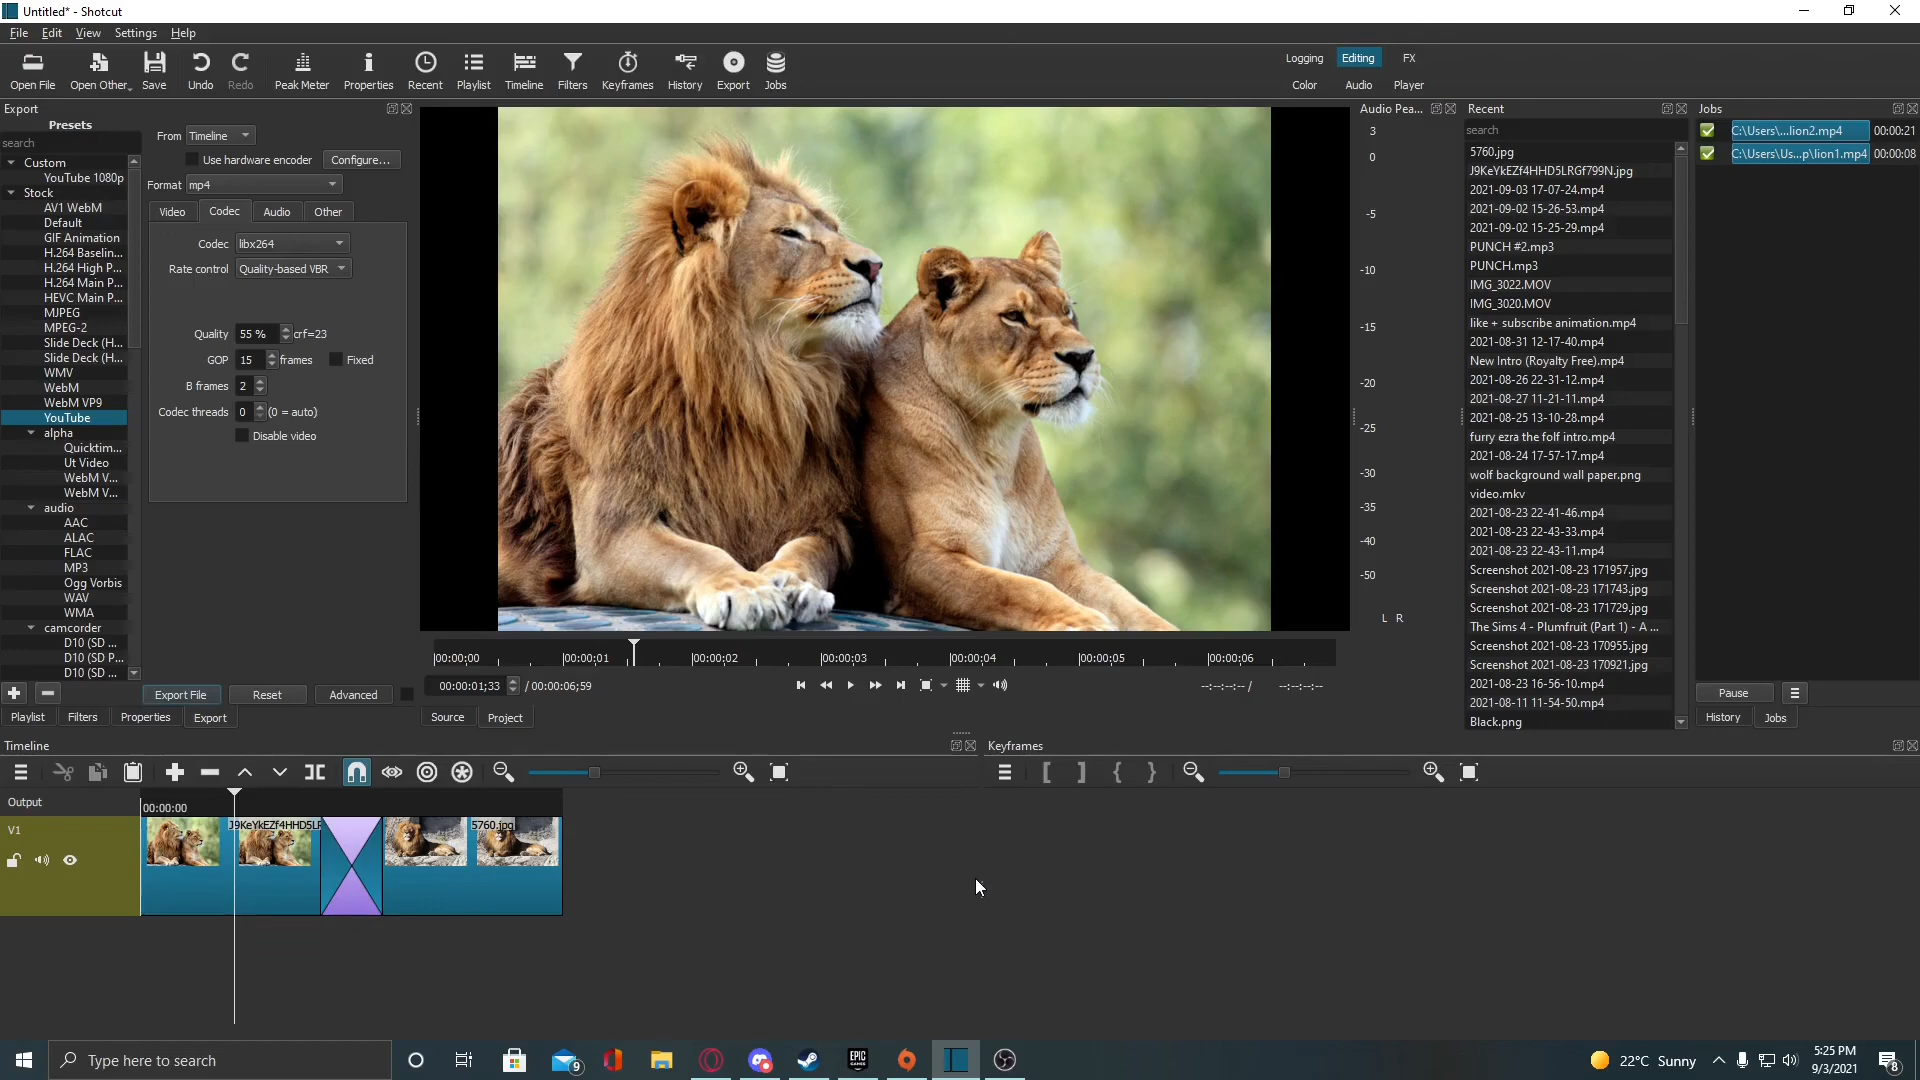 Untitled* - Shotcut
File Edit View Settings Help
Open File Open Other Save Undo Redo Peak Meter Properties Recent Playlist Timeline Filters Keyframes History Export Jobs
Logging Editing FX
Color Audio Player
Export
Presets
search
Custom
YouTube 1080p
Stock
AV1 WebM
Default
GIF Animation
H.264 Baselin...
H.264 High P...
H.264 Main P...
HEVC Main P...
MJPEG
MPEG-2
Slide Deck (H...
Slide Deck (H...
WMV
WebM
WebM VP9
YouTube
alpha
Quicktim...
Ut Video
WebM V...
WebM V...
audio
AAC
ALAC
FLAC
MP3
Ogg Vorbis
WAV
WMA
camcorder
D10 (SD ...
D10 (SD P...
D10 (SD ...
From Timeline
Use hardware encoder Configure...
Format mp4
Video Codec Audio Other
Codec libx264
Rate control Quality-based VBR
Quality 55 % crf=23
GOP 15 frames Fixed
B frames 2
Codec threads 0 (0 = auto)
Disable video
Export File Reset Advanced
Playlist Filters Properties Export
00:00:00 00:00:01 00:00:02 00:00:03 00:00:04 00:00:05 00:00:06
00:00:01;33 / 00:00:06;59
--:--:--:-- / --:--:--:--
Source Project
Audio Pea...
3
0
-5
-10
-15
-20
-25
-30
-35
-40
-50
L R
Recent
search
5760.jpg
J9KeYkEZf4HHD5LRGf799N.jpg
2021-09-03 17-07-24.mp4
2021-09-02 15-26-53.mp4
2021-09-02 15-25-29.mp4
PUNCH #2.mp3
PUNCH.mp3
IMG_3022.MOV
IMG_3020.MOV
like + subscribe animation.mp4
2021-08-31 12-17-40.mp4
New Intro (Royalty Free).mp4
2021-08-26 22-31-12.mp4
2021-08-27 11-21-11.mp4
2021-08-25 13-10-28.mp4
furry ezra the folf intro.mp4
2021-08-24 17-57-17.mp4
wolf background wall paper.png
video.mkv
2021-08-23 22-41-46.mp4
2021-08-23 22-43-33.mp4
2021-08-23 22-43-11.mp4
Screenshot 2021-08-23 171957.jpg
Screenshot 2021-08-23 171743.jpg
Screenshot 2021-08-23 171729.jpg
The Sims 4 - Plumfruit (Part 1) - A ...
Screenshot 2021-08-23 170955.jpg
Screenshot 2021-08-23 170921.jpg
2021-08-23 16-56-10.mp4
2021-08-11 11-54-50.mp4
Black.png
Jobs
C:\Users\...lion2.mp4 00:00:21
C:\Users\Us...p\lion1.mp4 00:00:08
Pause
History Jobs
Timeline
Output
00:00:00
V1
J9KeYkEZf4HHD5LF
5760.jpg
Keyframes
Type here to search
9
EPIC GAMES
22°C Sunny
5:25 PM
9/3/2021
8